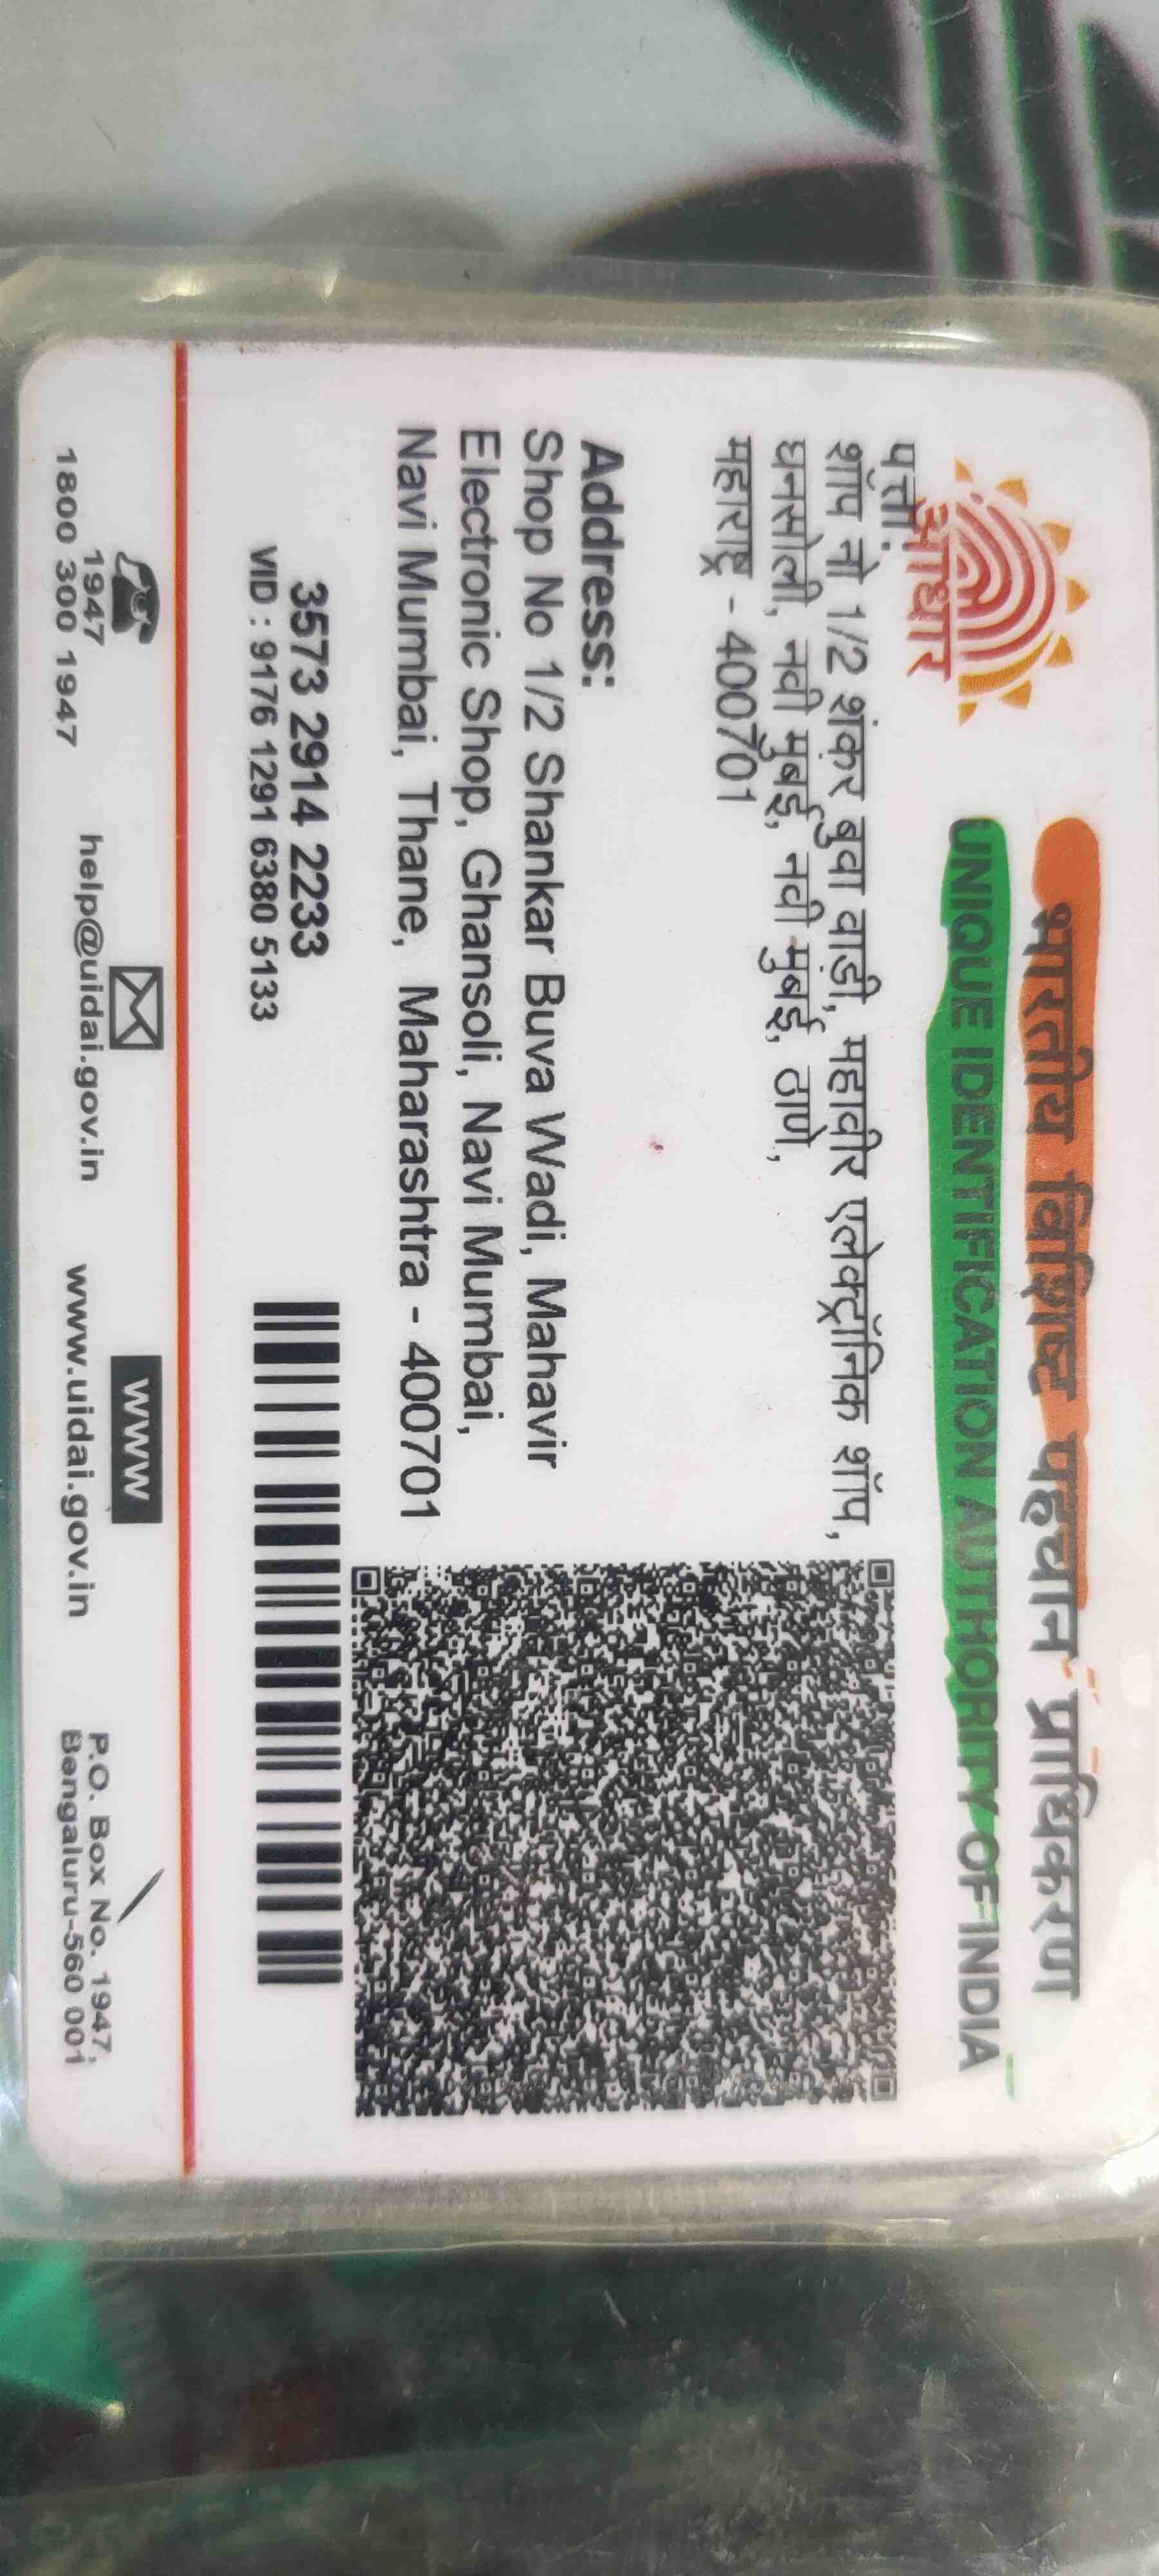 भारतीय विशिष्ट पहचान प्राधिकरण
UNIQUE IDENTIFICATION AUTHORITY OF INDIA
आधार
पत्ता:
शॉप नो 1/2 शंकर बुवा वाडी, महावीर एलेक्ट्रॉनिक शॉप,
घनसोली, नवी मुंबई, नवी मुंबई, ठाणे,
महाराष्ट्र - 400701
Address:
Shop No 1/2 Shankar Buva Wadi, Mahavir
Electronic Shop, Ghansoli, Navi Mumbai,
Navi Mumbai, Thane, Maharashtra - 400701
3573 2914 2233
VID : 9176 1291 6380 5133
1947
1800 300 1947
help@uidai.gov.in
www
www.uidai.gov.in
P.O. Box No. 1947,
Bengaluru-560 001